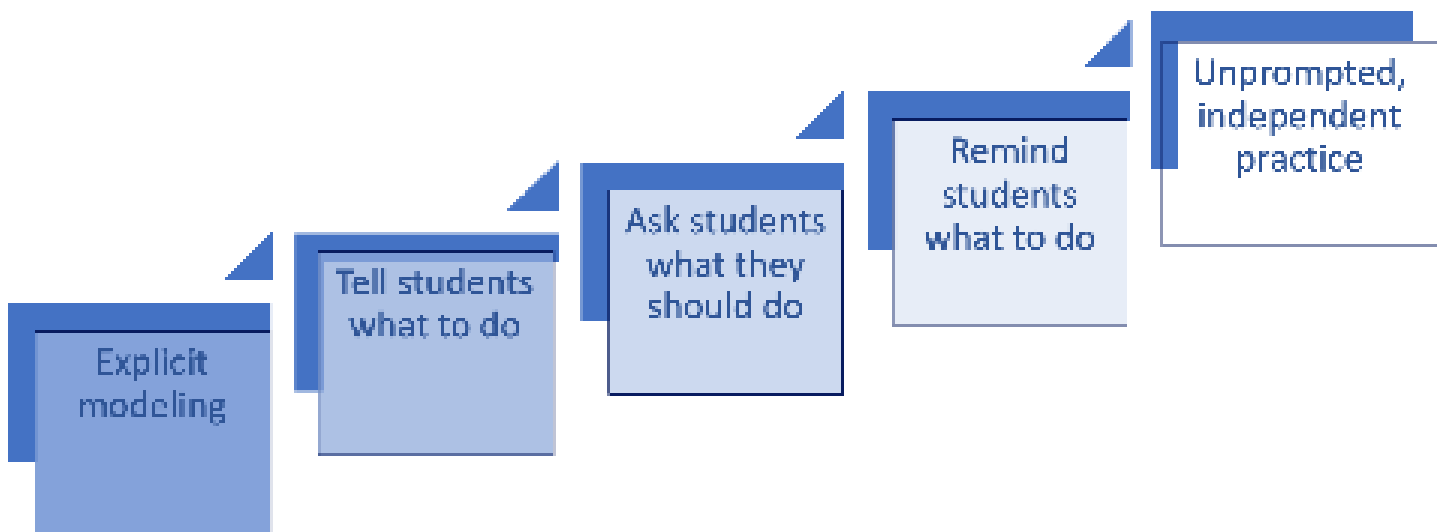 Explicit
modeling
Tell students
what to do
Ask students
what they
should do
Remind
students
what to do
Unprompted,
independent
practice